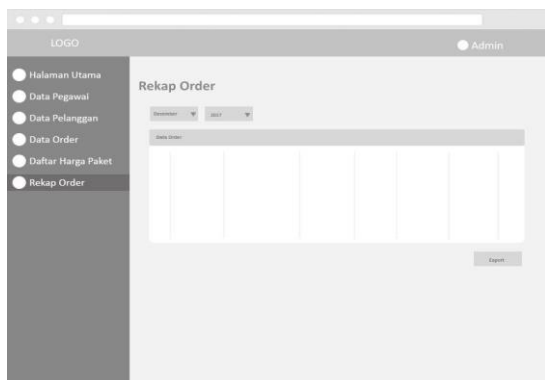 LOGO
Admin
Halaman Utama
Data Pegawai
Data Pelanggan
Data Order
Daftar Harga Paket
Rekap Order
Rekap Order
Desember
2017
Data Order
Export